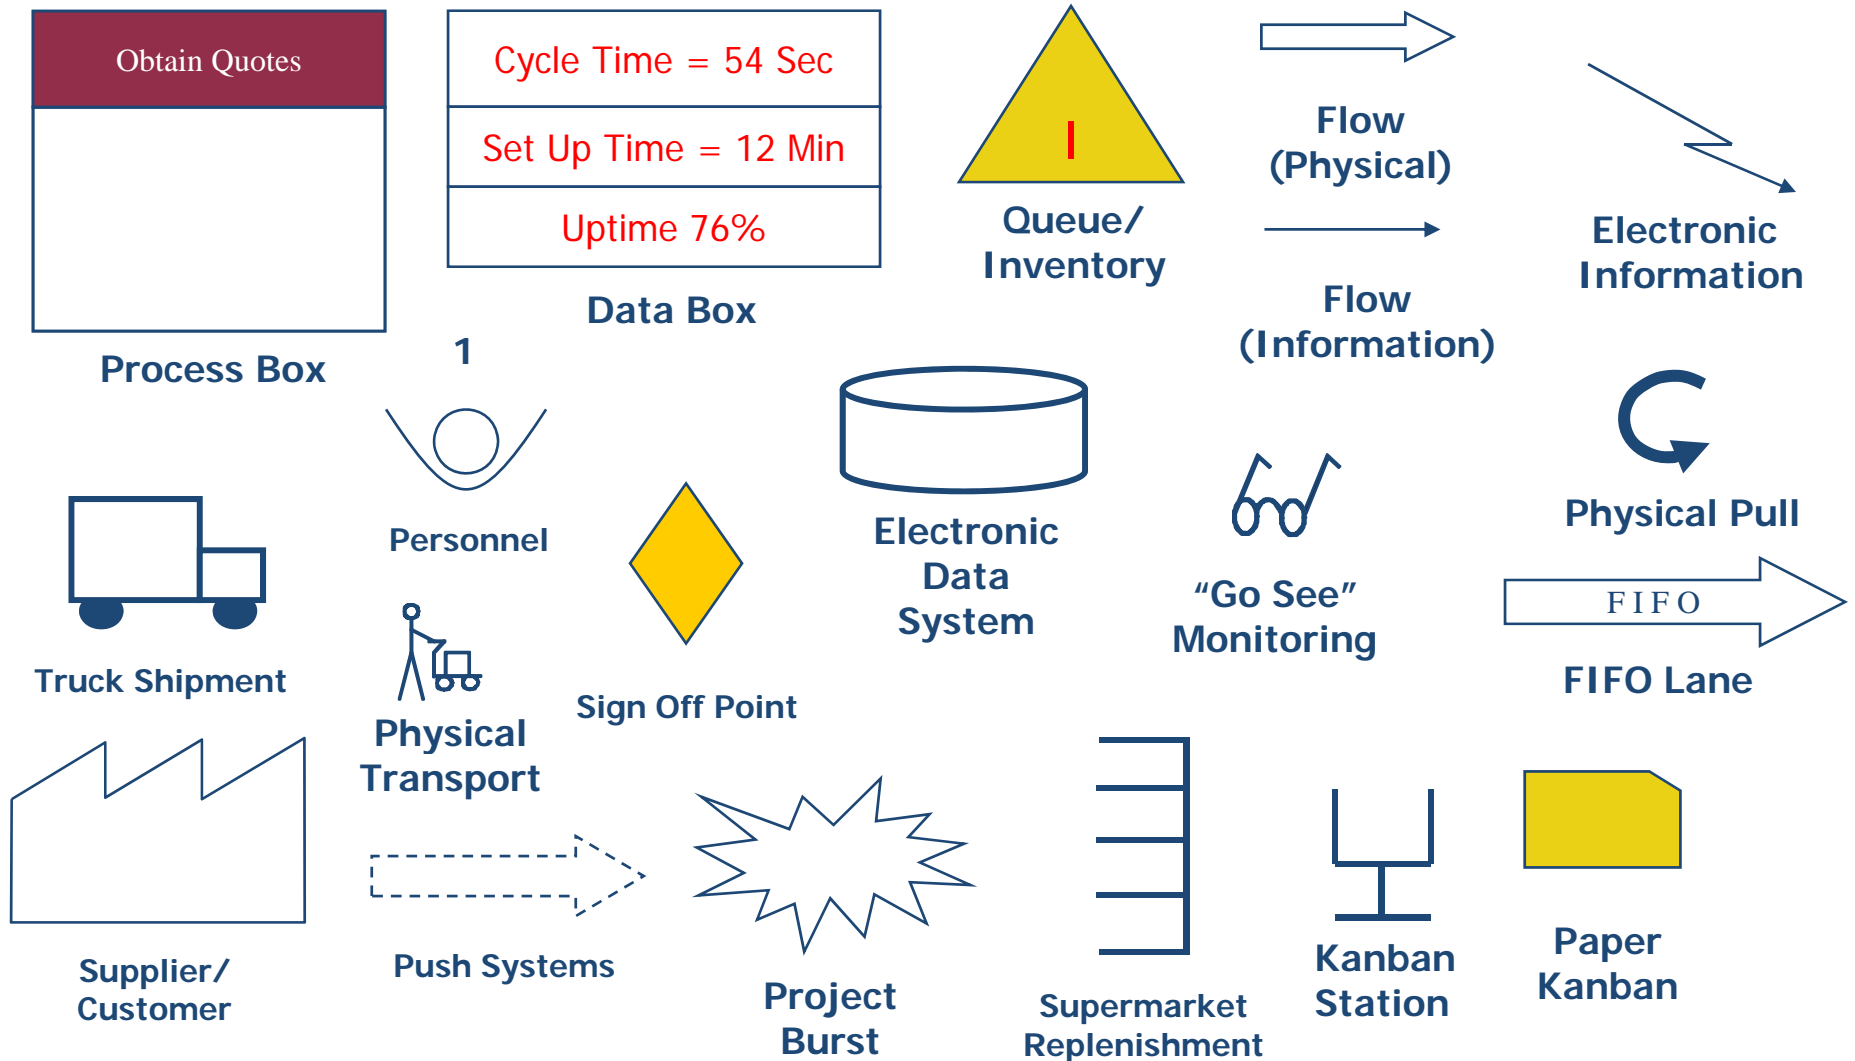 Obtain Quotes
Process Box
Cycle Time = 54 Sec
Set Up Time = 12 Min
Uptime 76%
Data Box
I
Queue/
Inventory
Flow
(Physical)
Flow
(Information)
Electronic
Information
1
Personnel
Electronic
Data
System
"Go See"
Monitoring
Physical Pull
Truck Shipment
Physical
Transport
Sign Off Point
FIFO
FIFO Lane
Supplier/
Customer
Push Systems
Project
Burst
Supermarket
Replenishment
Kanban
Station
Paper
Kanban